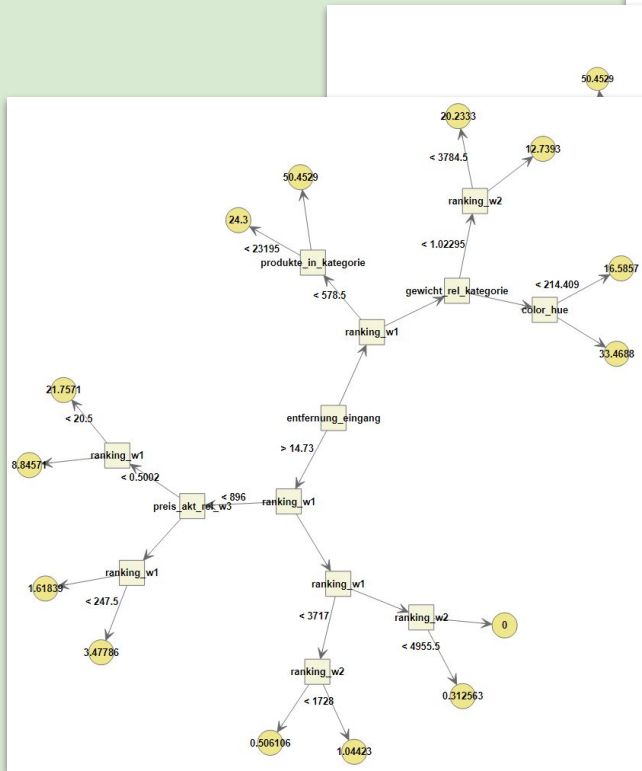 50.4529
20.2333
12.7393
< 3784.5
50.4529
ranking_w2
24.3
< 23195
< 1.02295
produkte_in_kategorie
16.5857
< 214.409
gewicht_rel_kategorie
< 578.5
color_hue
ranking_w1
33.4688
21.7571
entfernung_eingang
< 20.5
> 14.73
ranking_w1
8.84571
< 0.5002
< 896
ranking_w1
preis_akt_rel_w3
ranking_w1
ranking_w1
1.61839
< 247.5
< 3717
ranking_w2
0
< 4955.5
3.47786
ranking_w2
0.312563
< 1728
0.506106
1.04423